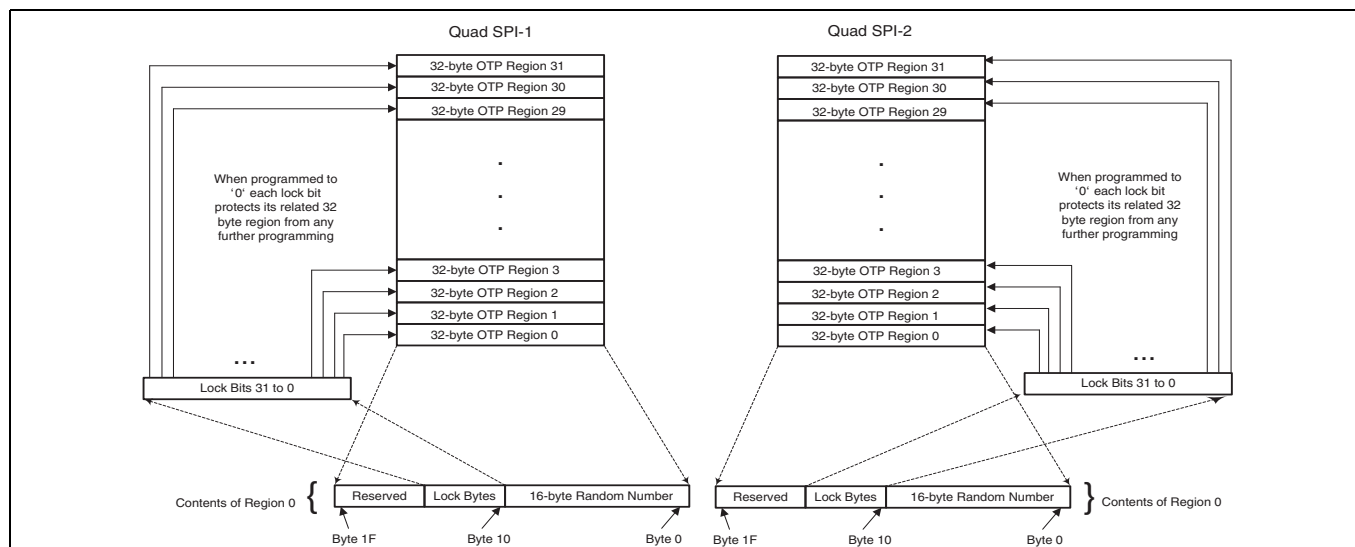 Quad SPI-1
32-byte OTP Region 31
32-byte OTP Region 30
32-byte OTP Region 29
.
.
.
When programmed to
‘0‘ each lock bit
protects its related 32
byte region from any
further programming
32-byte OTP Region 3
32-byte OTP Region 2
32-byte OTP Region 1
32-byte OTP Region 0
...
Lock Bits 31 to 0
Contents of Region 0 {
Reserved
Lock Bytes
16-byte Random Number
Byte 1F
Byte 10
Byte 0
Quad SPI-2
32-byte OTP Region 31
32-byte OTP Region 30
32-byte OTP Region 29
.
.
.
When programmed to
‘0‘ each lock bit
protects its related 32
byte region from any
further programming
32-byte OTP Region 3
32-byte OTP Region 2
32-byte OTP Region 1
32-byte OTP Region 0
...
Lock Bits 31 to 0
Reserved
Lock Bytes
16-byte Random Number
} Contents of Region 0
Byte 1F
Byte 10
Byte 0